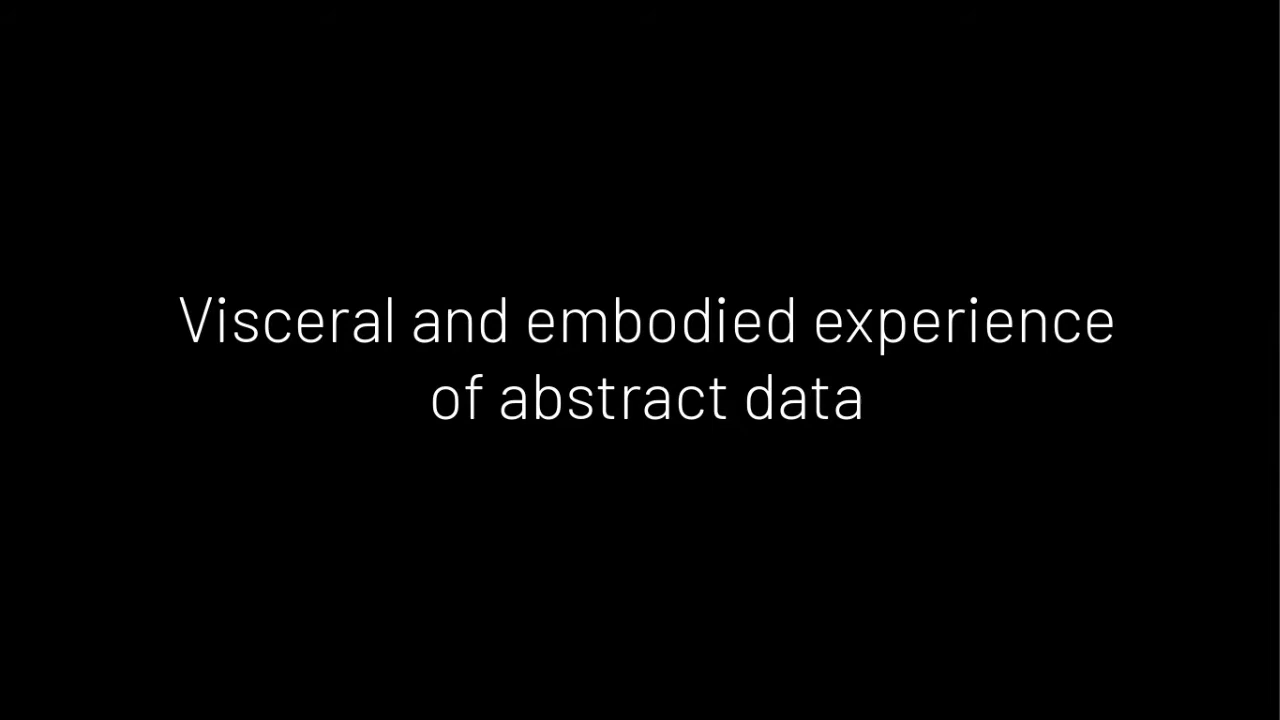 Visceral and embodied experience
of abstract data